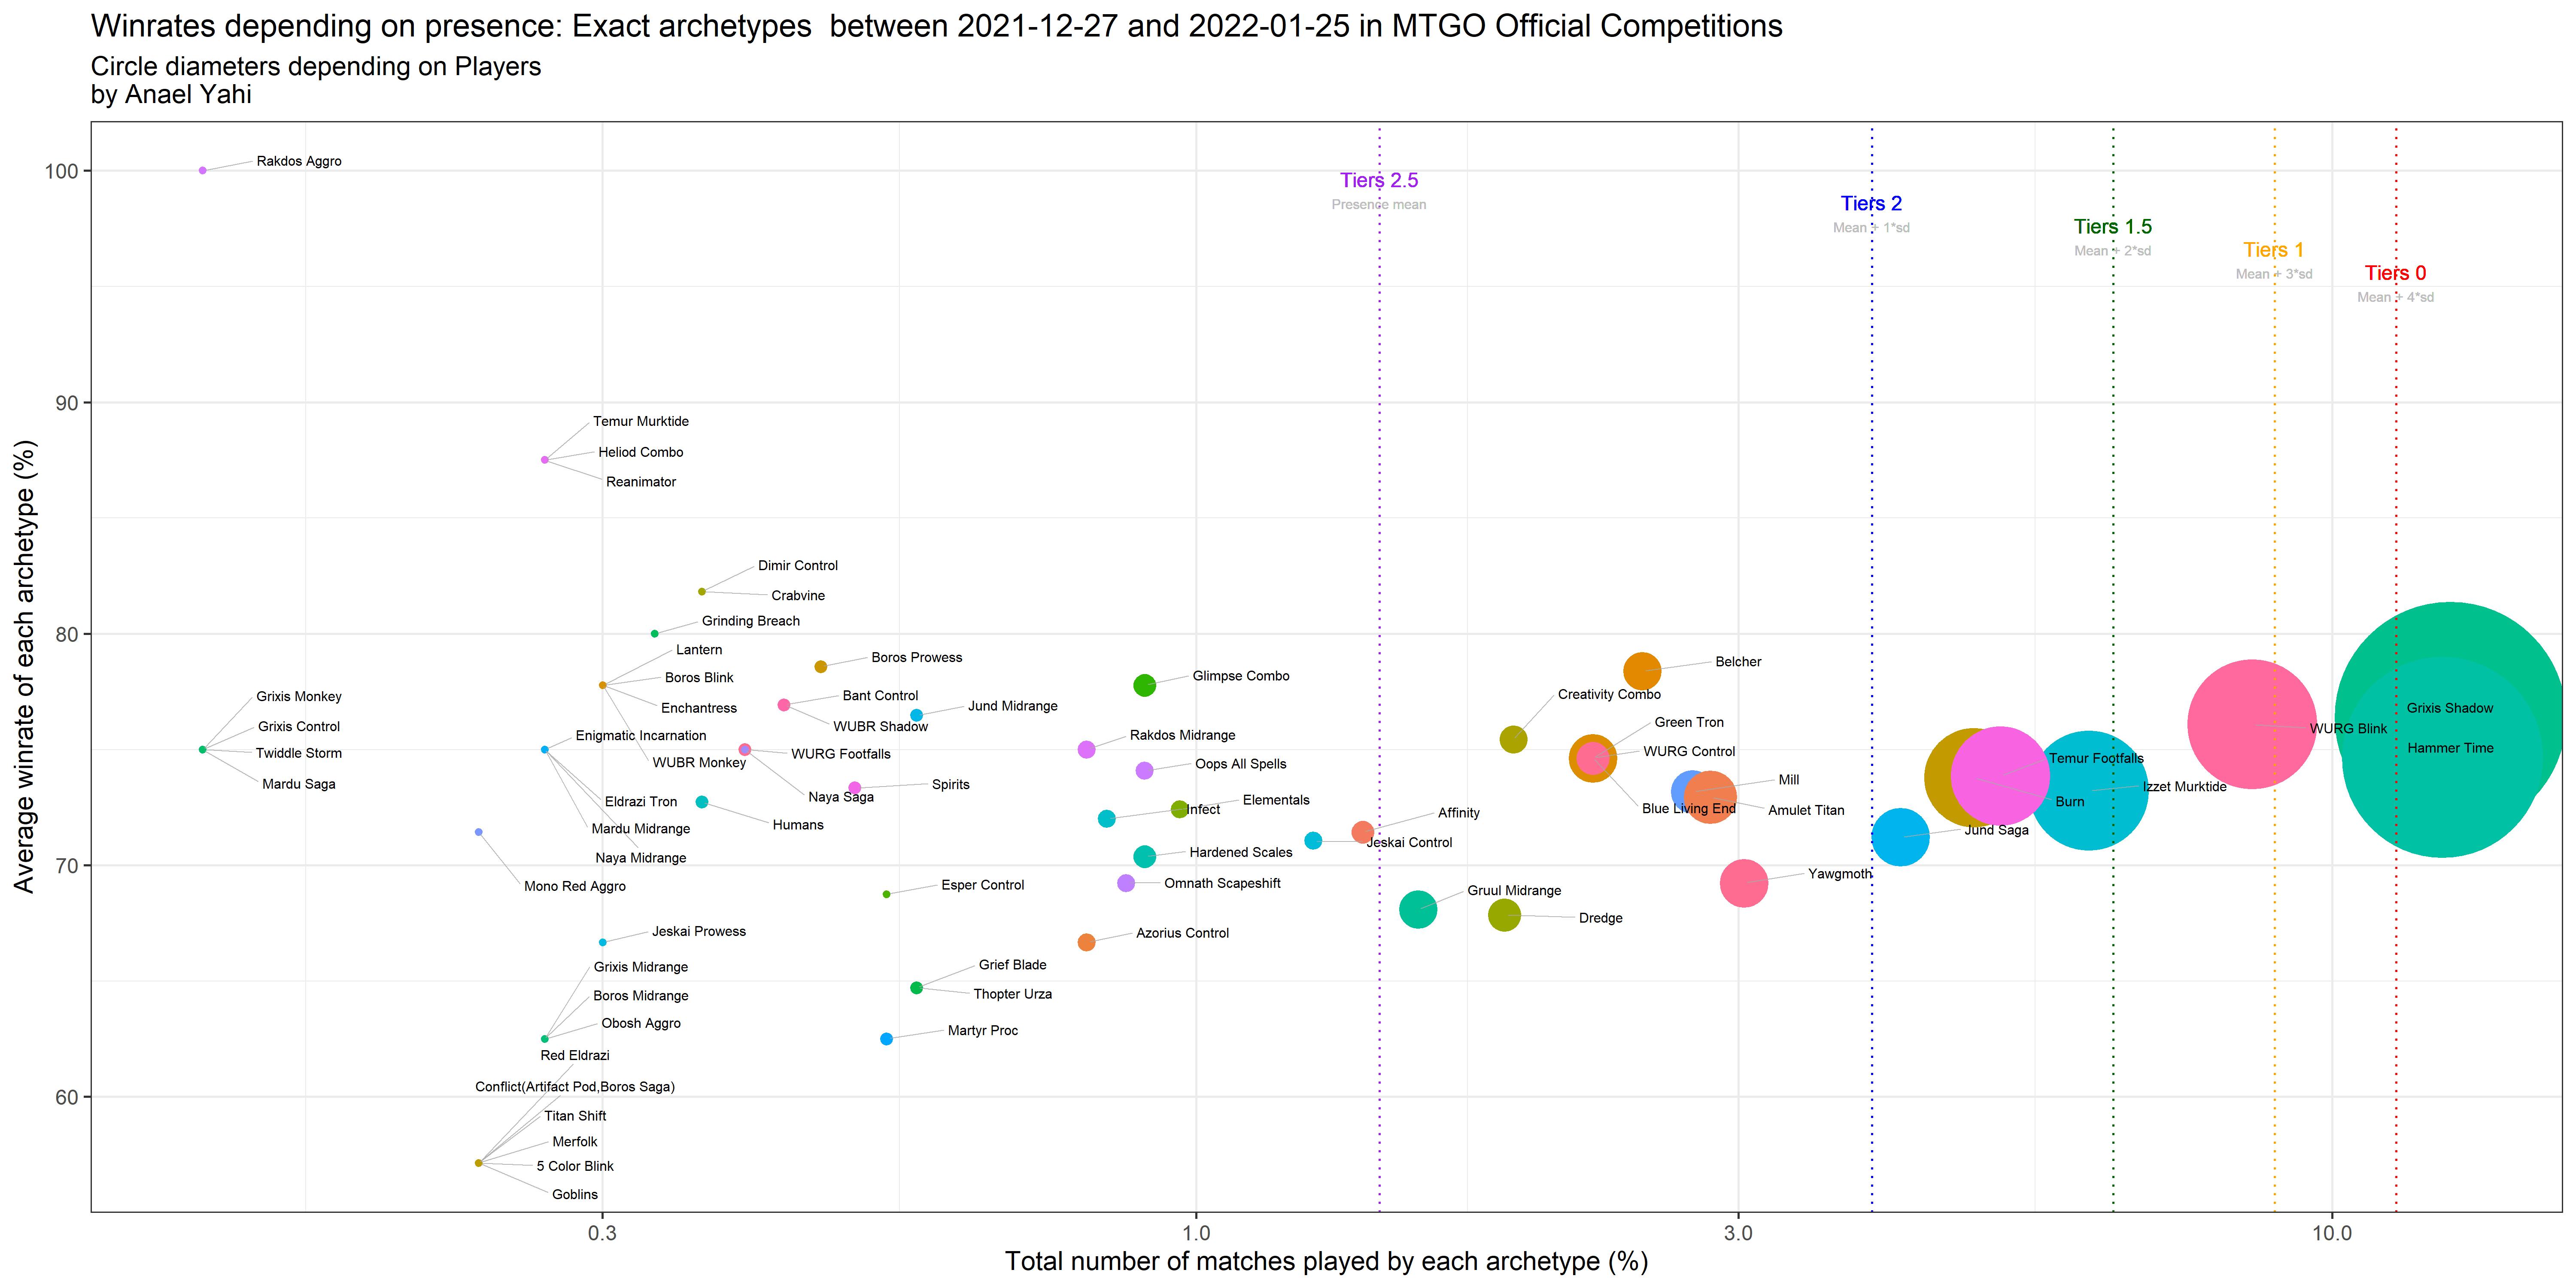 Winrates depending on presence: Exact archetypes  between 2021-12-27 and 2022-01-25 in MTGO Official Competitions
Circle diameters depending on Players
by Anael Yahi
Average winrate of each archetype (%)
100
90
80
70
60
Rakdos Aggro
Tiers 2.5
Presence mean
Tiers 2
Mean + 1*sd
Tiers 1.5
Mean + 2*sd
Tiers 1
Mean + 3*sd
Tiers 0
Mean + 4*sd
Temur Murktide
Heliod Combo
Reanimator
Dimir Control
Crabvine
Grinding Breach
Lantern
Boros Blink
Enchantress
WUBR Monkey
Boros Prowess
Bant Control
WUBR Shadow
Jund Midrange
Grixis Monkey
Grixis Control
Twiddle Storm
Mardu Saga
Enigmatic Incarnation
Eldrazi Tron
Mardu Midrange
Naya Midrange
WURG Footfalls
Naya Saga
Spirits
Humans
Mono Red Aggro
Glimpse Combo
Rakdos Midrange
Oops All Spells
Elementals
Infect
Hardened Scales
Omnath Scapeshift
Esper Control
Azorius Control
Affinity
Jeskai Control
Gruul Midrange
Dredge
Belcher
Creativity Combo
Green Tron
WURG Control
Blue Living End
Mill
Amulet Titan
Yawgmoth
Jund Saga
Temur Footfalls
Burn
Izzet Murktide
WURG Blink
Grixis Shadow
Hammer Time
Jeskai Prowess
Grixis Midrange
Boros Midrange
Obosh Aggro
Grief Blade
Thopter Urza
Martyr Proc
Red Eldrazi
Conflict(Artifact Pod,Boros Saga)
Titan Shift
Merfolk
5 Color Blink
Goblins
0.3
1.0
3.0
10.0
Total number of matches played by each archetype (%)